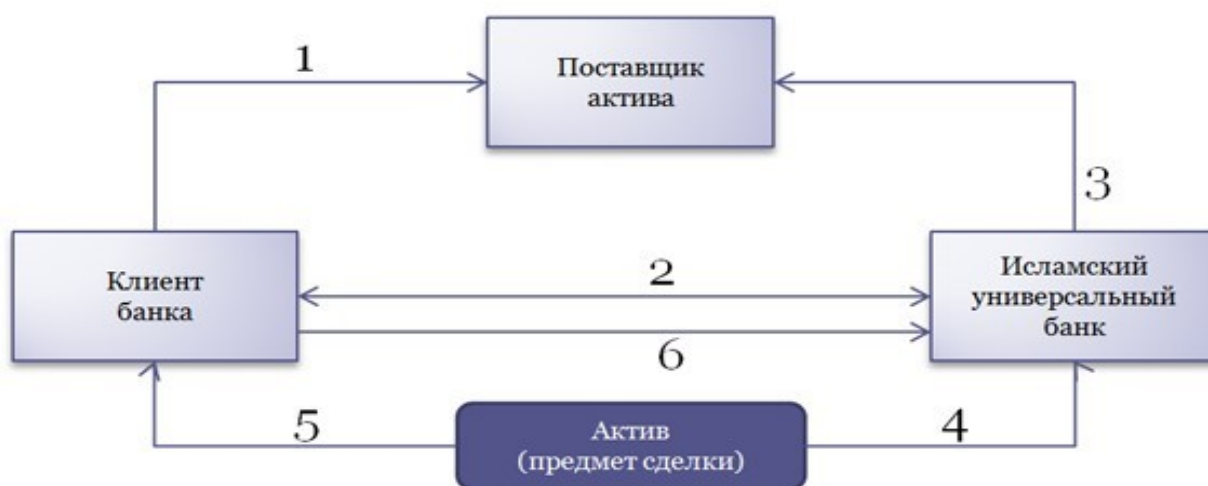 1
Поставщик
актива
3
Клиент
банка
2
Исламский
универсальный
банк
6
5
Актив
(предмет сделки)
4